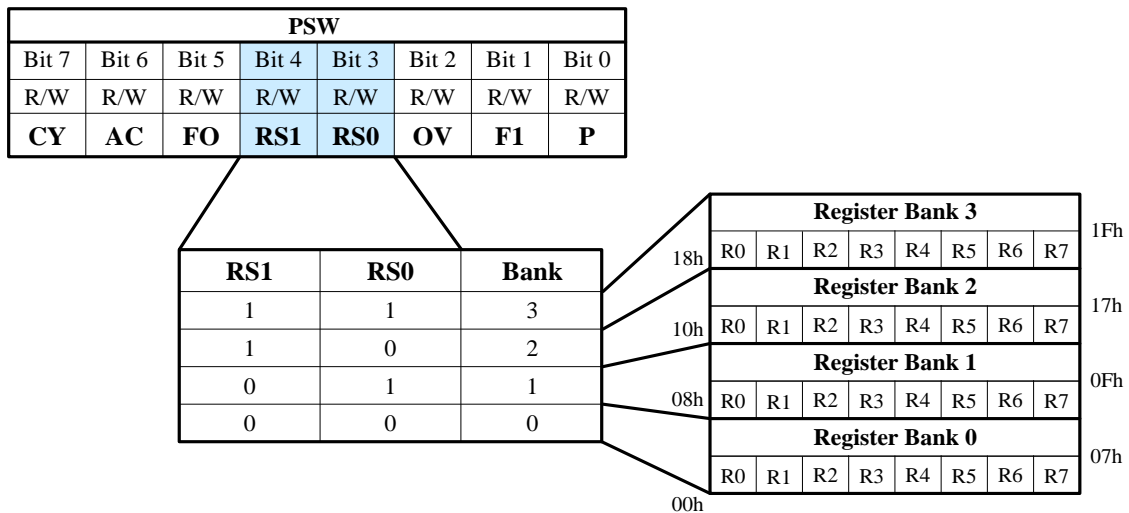 PSW
Bit 7 Bit 6 Bit 5 Bit 4 Bit 3 Bit 2 Bit 1 Bit 0
R/W R/W R/W R/W R/W R/W R/W R/W
CY AC FO RS1 RS0 OV F1 P
RS1 RS0 Bank
1 1 3
1 0 2
0 1 1
0 0 0
Register Bank 3
1Fh
18h R0 R1 R2 R3 R4 R5 R6 R7
Register Bank 2
17h
10h R0 R1 R2 R3 R4 R5 R6 R7
Register Bank 1
0Fh
08h R0 R1 R2 R3 R4 R5 R6 R7
Register Bank 0
07h
R0 R1 R2 R3 R4 R5 R6 R7
00h